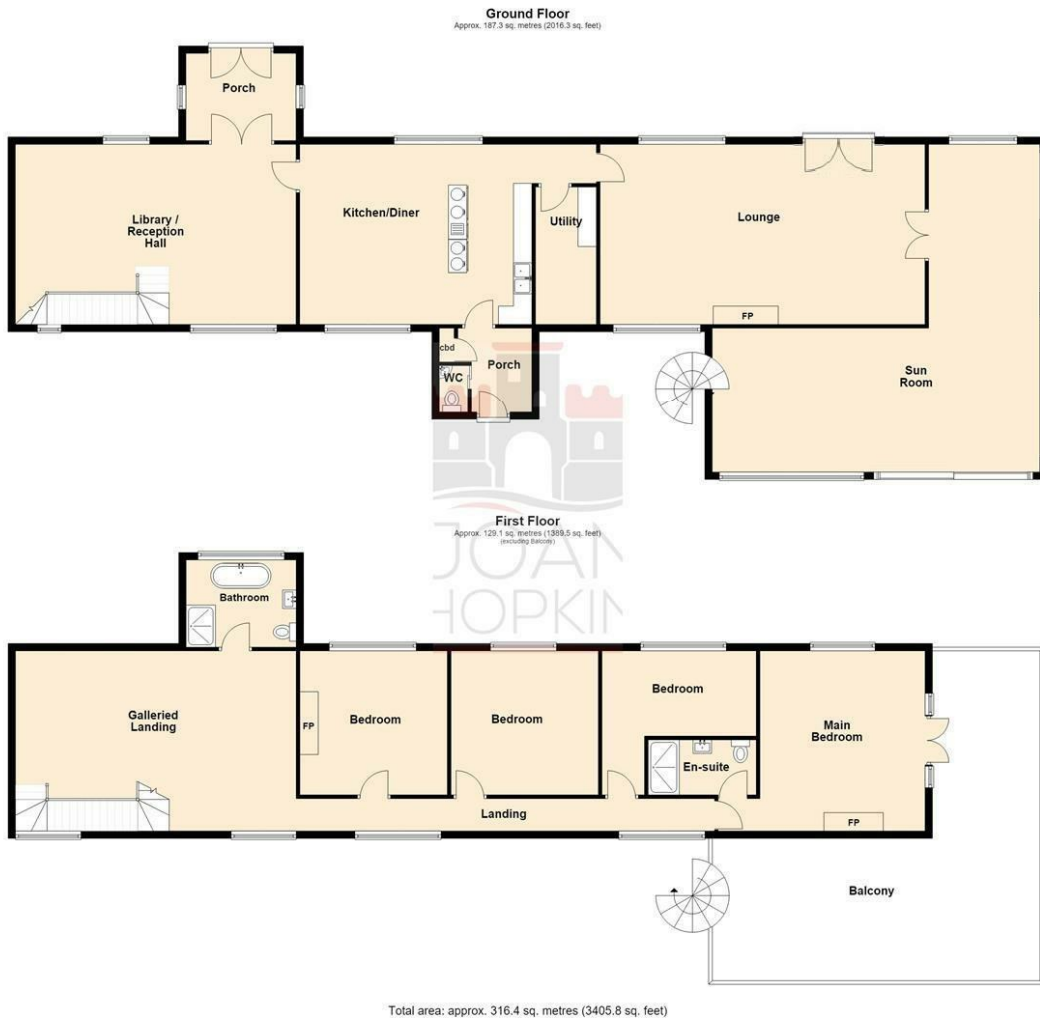 Ground Floor
Approx. 187.3 sq. metres (2016.3 sq. feet)
Porch
Library /
Reception
Hall
Kitchen/Diner
Utility
Lounge
FP
cbd
WC
Porch
Sun
Room
First Floor
Approx. 129.1 sq. metres (1389.5 sq. feet)
(excluding Balcony)
JOAN
HOPKIN
Bathroom
Galleried
Landing
FP
Bedroom
Bedroom
Bedroom
En-suite
Main
Bedroom
Landing
FP
Balcony
Total area: approx. 316.4 sq. metres (3405.8 sq. feet)